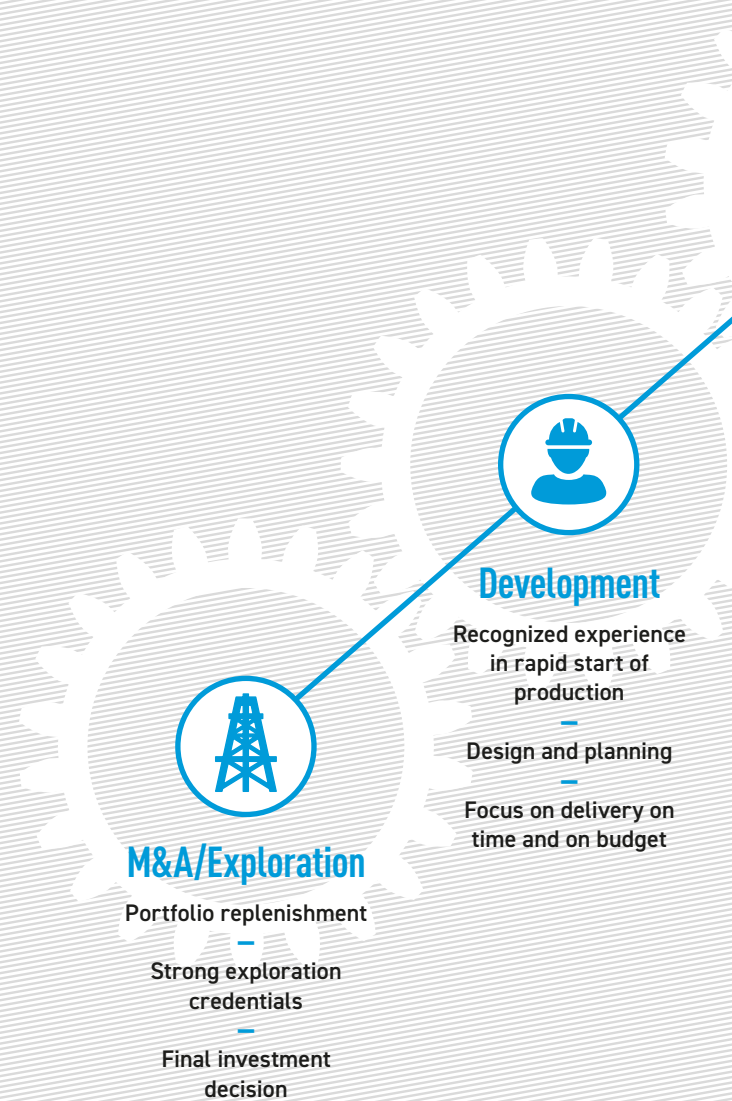 Development
Recognized experience
in rapid start of
production
–
Design and planning
–
Focus on delivery on
time and on budget
M&A/Exploration
Portfolio replenishment
–
Strong exploration
credentials
–
Final investment
decision